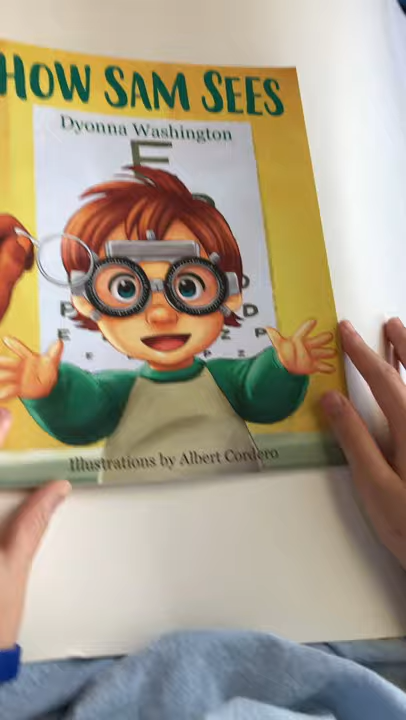 HOW SAM SEES
Dyonna Washington
E
D
P
D
E
Z
P
e
P
Z
Illustrations by Albert Cordero